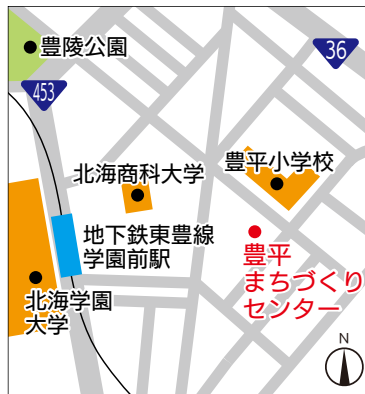 豊陵公園
36
453
北海商科大学
豊平小学校
地下鉄東豊線
学園前駅
豊平
まちづくり
センター
北海学園
大学
N